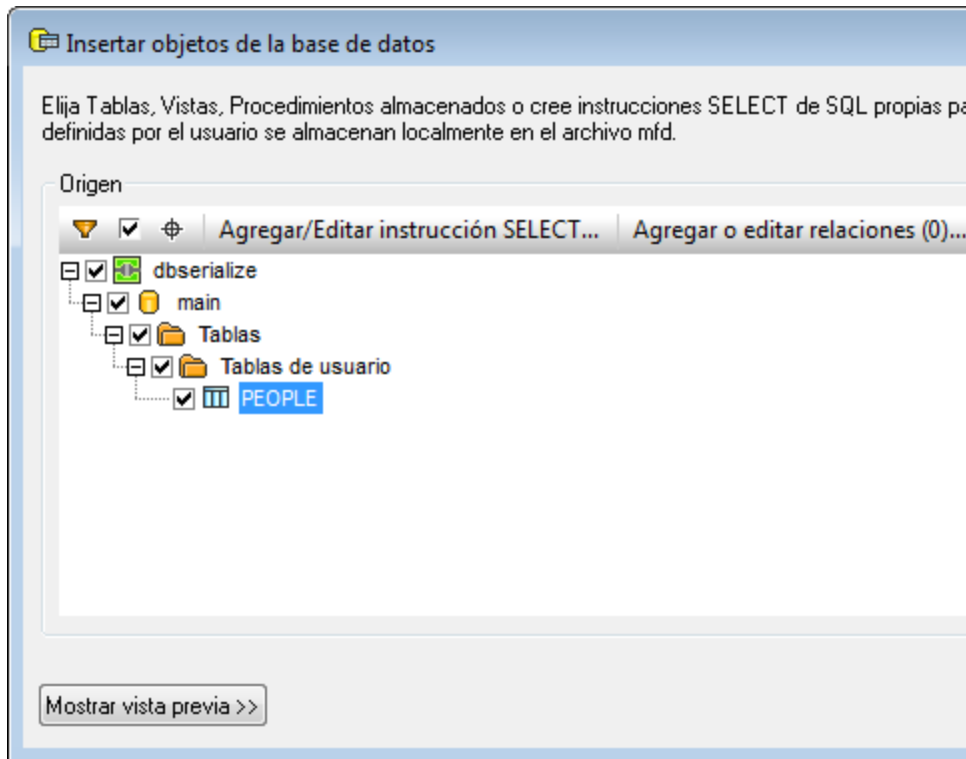 Insertar objetos de la base de datos
Elija Tablas, Vistas, Procedimientos almacenados o cree instrucciones SELECT de SQL propias pa
definidas por el usuario se almacenan localmente en el archivo mfd.
Origen
Agregar/Editar instrucción SELECT... Agregar o editar relaciones (0)...
dbserialize
main
Tablas
Tablas de usuario
PEOPLE
Mostrar vista previa >>